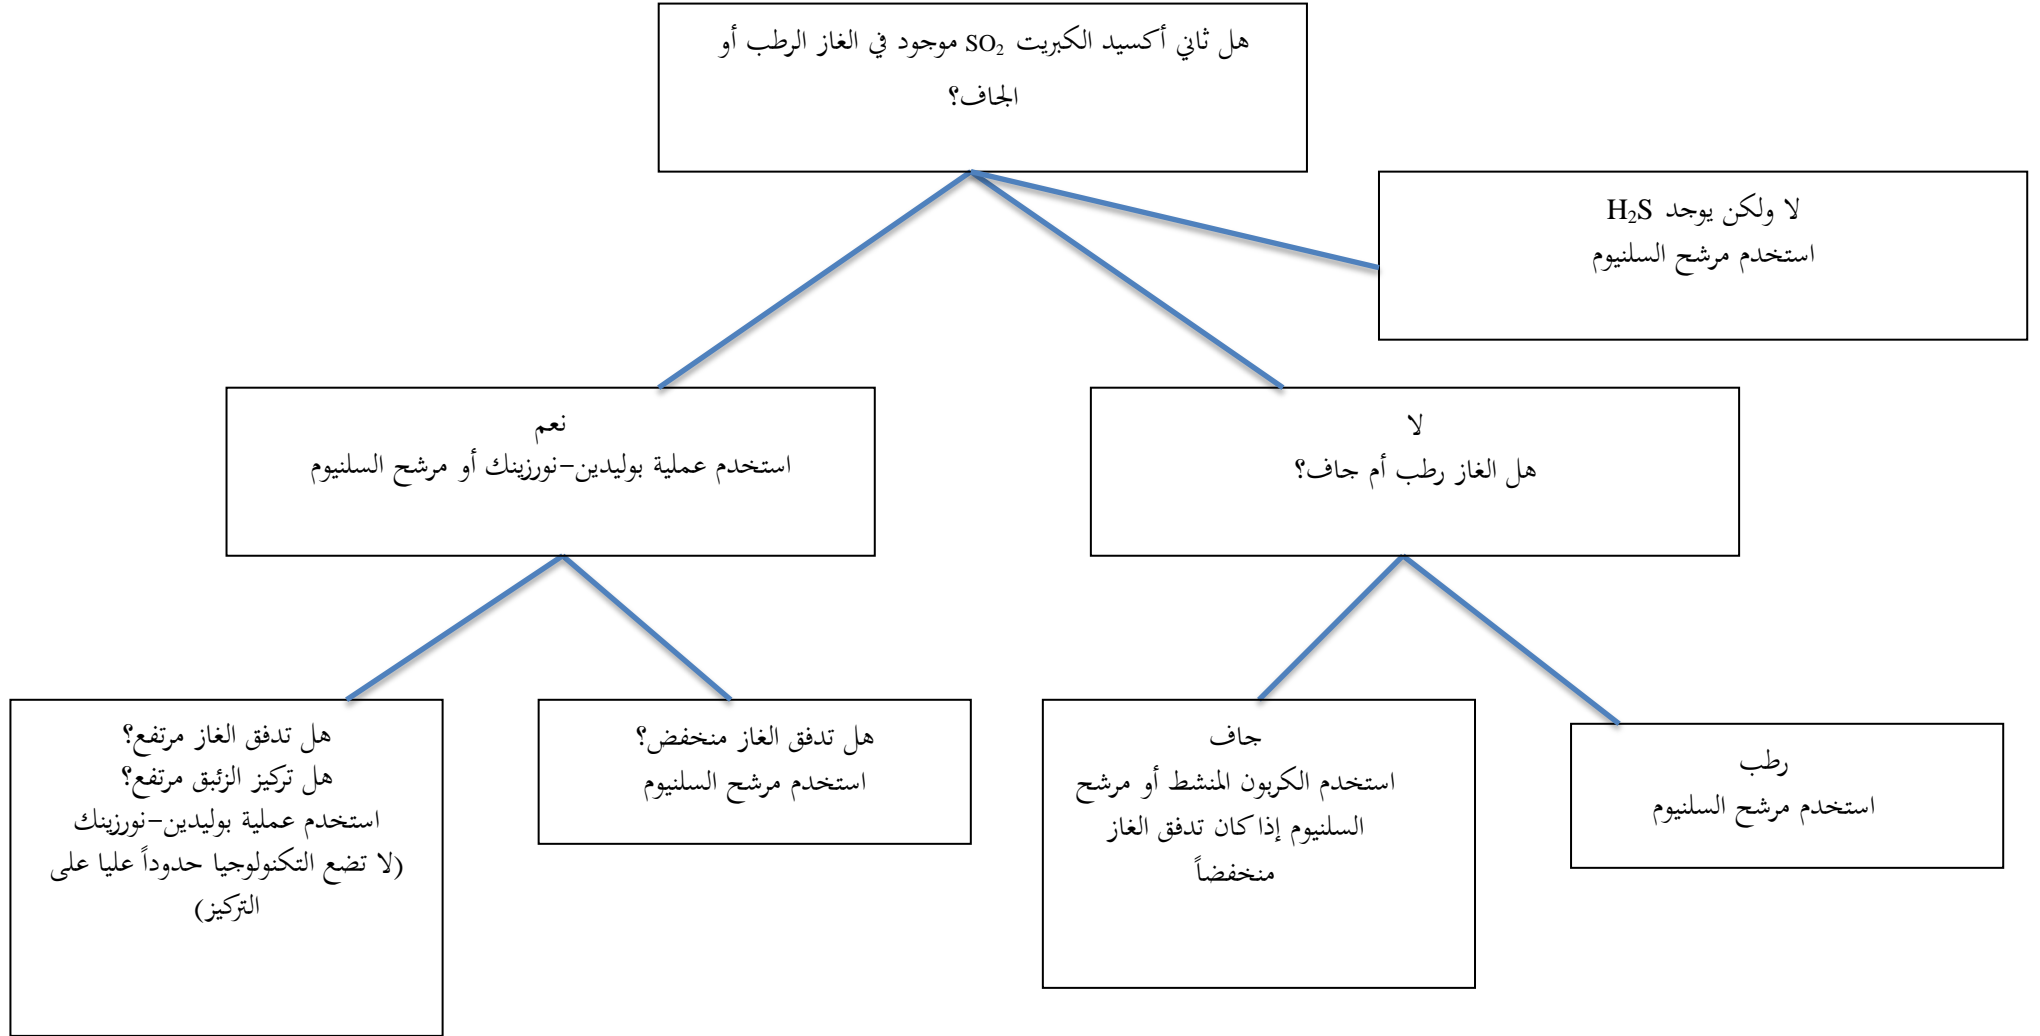 هل ثاني أكسيد الكبريت SO₂ موجود في الغاز الرطب أو
الجاف؟
لا ولكن يوجد H₂S
استخدم مرشح السلنيوم
نعم
استخدم عملية بوليدين-نورزينك أو مرشح السلنيوم
لا
هل الغاز رطب أم جاف؟
هل تدفق الغاز مرتفع؟
هل تركيز الزئبق مرتفع؟
استخدم عملية بوليدين-نورزينك
(لا تضع التكنولوجيا حدوداً عليا على
التركيز)
هل تدفق الغاز منخفض؟
استخدم مرشح السلنيوم
جاف
استخدم الكربون المنشط أو مرشح
السلنيوم إذا كان تدفق الغاز
منخفضاً
رطب
استخدم مرشح السلنيوم